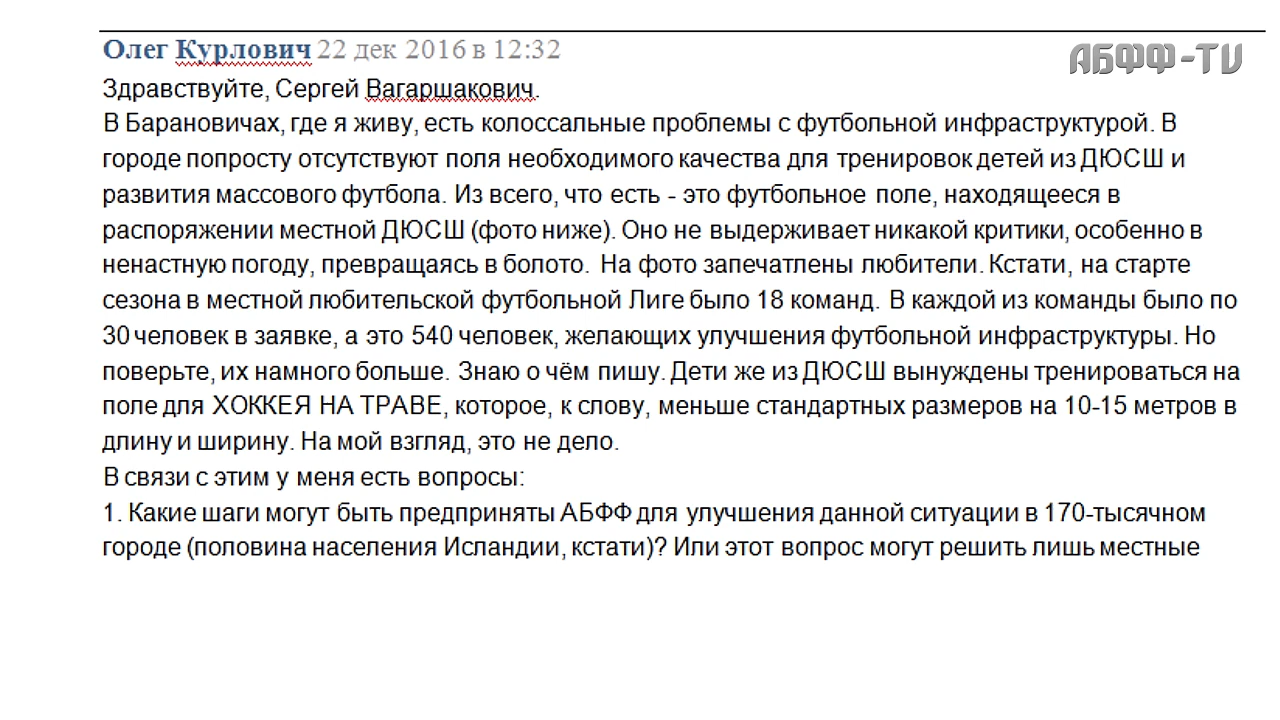 Олег Курлович 22 дек 2016 в 12:32
АБФФ-TV
Здравствуйте, Сергей Вагаршакович.
В Барановичах, где я живу, есть колоссальные проблемы с футбольной инфраструктурой. В
городе попросту отсутствуют поля необходимого качества для тренировок детей из ДЮСШ и
развития массового футбола. Из всего, что есть - это футбольное поле, находящееся в
распоряжении местной ДЮСШ (фото ниже). Оно не выдерживает никакой критики, особенно в
ненастную погоду, превращаясь в болото. На фото запечатлены любители. Кстати, на старте
сезона в местной любительской футбольной Лиге было 18 команд. В каждой из команды было по
30 человек в заявке, а это 540 человек, желающих улучшения футбольной инфраструктуры. Но
поверьте, их намного больше. Знаю о чём пишу. Дети же из ДЮСШ вынуждены тренироваться на
поле для ХОККЕЯ НА ТРАВЕ, которое, к слову, меньше стандартных размеров на 10-15 метров в
длину и ширину. На мой взгляд, это не дело.
В связи с этим у меня есть вопросы:
1. Какие шаги могут быть предприняты АБФФ для улучшения данной ситуации в 170-тысячном
городе (половина населения Исландии, кстати)? Или этот вопрос могут решить лишь местные